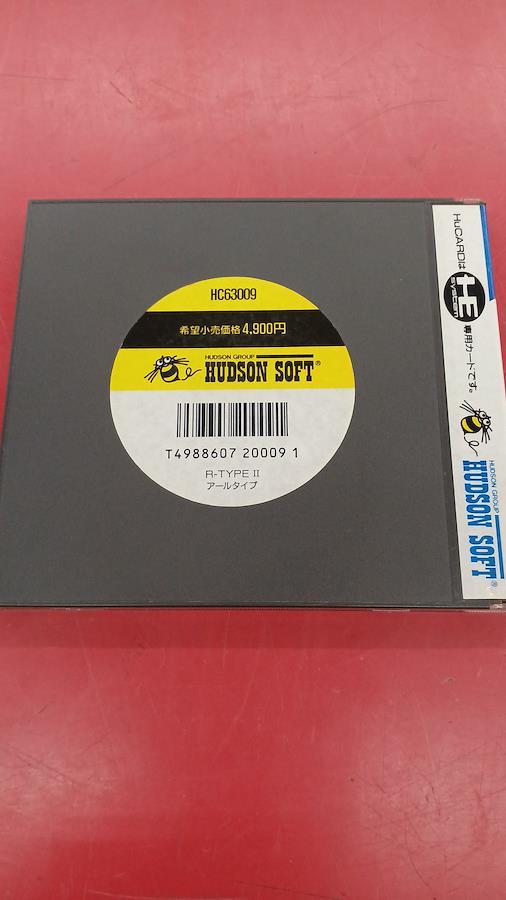 HC63009
希望小売価格 4,900円
HUDSON GROUP
HUDSON SOFT®
T4988607 20009 1
R-TYPE II
アールタイプ
HuCARDは
HE
SYSTEM
専用カードです。
HUDSON GROUP
HUDSON SOFT®